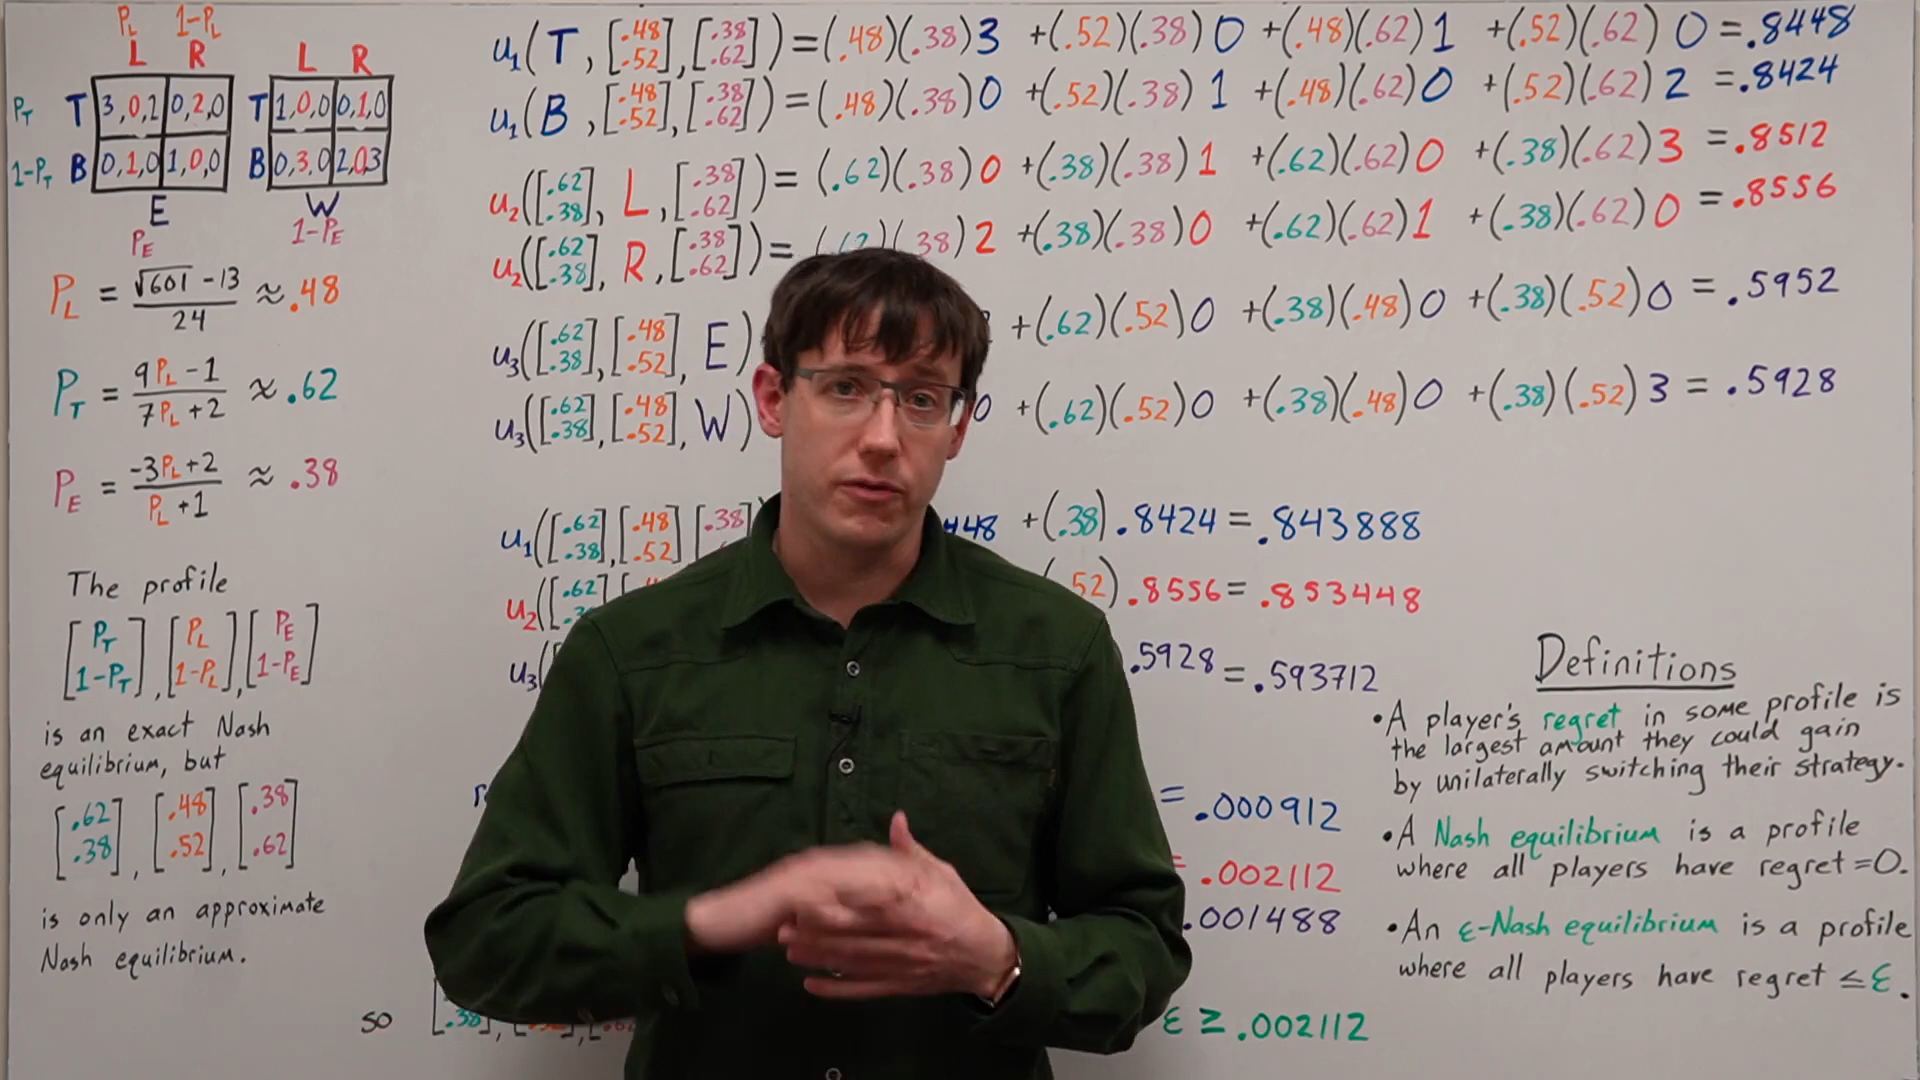 P_L 1-P_L
L R L R
P_T T 3,0,2 0,2,0 T 1,0,0 0,1,0
1-P_T B 0,1,0 1,0,0 B 0,3,0 2,0,3
E W
P_E 1-P_E
P_L = (√601 - 13)/24 ≈ .48
P_T = (9P_L - 1)/(7P_L + 2) ≈ .62
P_E = (-3P_L + 2)/(P_L + 1) ≈ .38
The profile
[P_T 1-P_T], [P_L 1-P_L], [P_E 1-P_E]
is an exact Nash
equilibrium, but
[.62 .38], [.48 .52], [.38 .62]
is only an approximate
Nash equilibrium.
u₁(T, [.48 .52], [.38 .62]) = (.48)(.38)3 +(.52)(.38)0 +(.48)(.62)1 +(.52)(.62)0 = .8448
u₁(B, [.48 .52], [.38 .62]) = (.48)(.38)0 +(.52)(.38)1 +(.48)(.62)0 +(.52)(.62)2 = .8424
u₂([.62 .38], L, [.38 .62]) = (.62)(.38)0 +(.38)(.38)1 +(.62)(.62)0 +(.38)(.62)3 = .8512
u₂([.62 .38], R, [.38 .62]) = (.62)(.38)2 +(.38)(.38)0 +(.62)(.62)1 +(.38)(.62)0 = .8556
u₃([.62 .38], [.48 .52], E) +(.62)(.52)0 +(.38)(.48)0 +(.38)(.52)0 = .5952
u₃([.62 .38], [.48 .52], W) 0 +(.62)(.52)0 +(.38)(.48)0 +(.38)(.52)3 = .5928
u₁([.62 .38], [.48 .52], [.38 448 +(.38).8424 = .843888
u₂([.62 .52).8556 = .853448
u₃( .5928 = .593712
= .000912
= .002112
.001488
so [ .38], ε ≥ .002112
Definitions
•A player's regret in some profile is
the largest amount they could gain
by unilaterally switching their strategy.
•A Nash equilibrium is a profile
where all players have regret =0.
•An ε-Nash equilibrium is a profile
where all players have regret ≤ε.